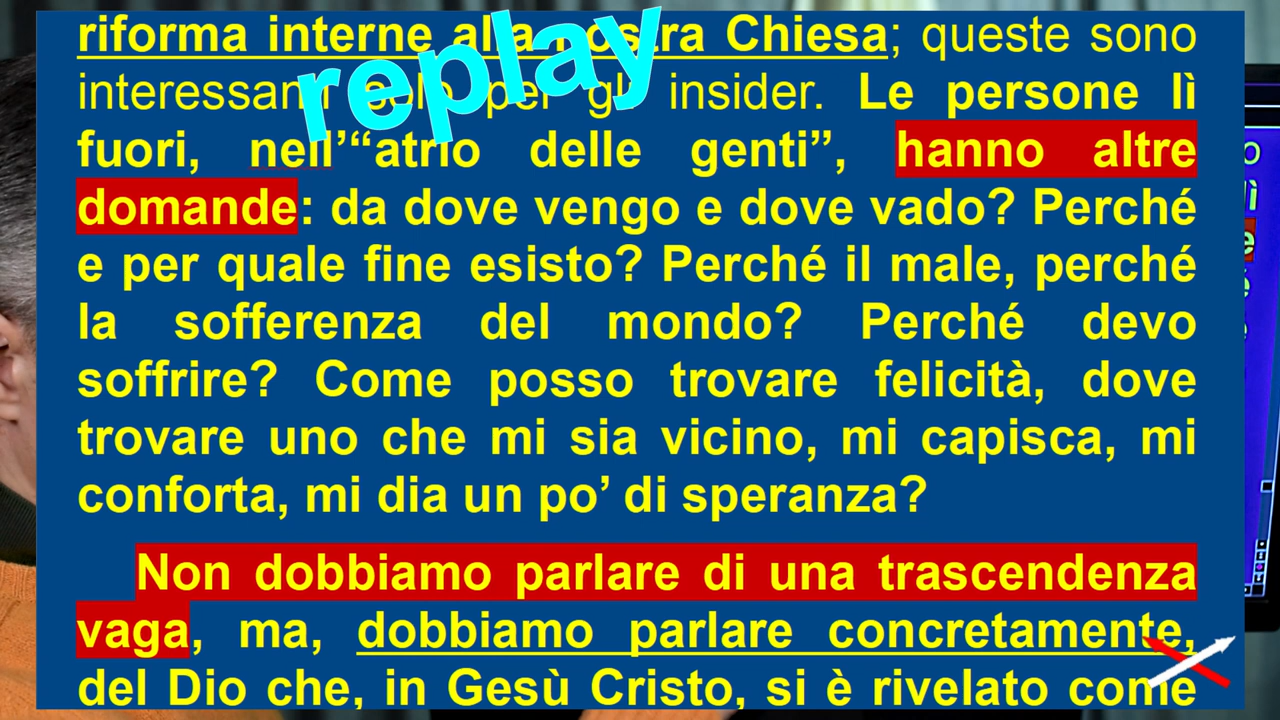 riforma interne alla nostra Chiesa; queste sono
replay
interessanti solo per gli insider. Le persone lì
fuori, nell’“atrio delle genti”, hanno altre
domande: da dove vengo e dove vado? Perché
e per quale fine esisto? Perché il male, perché
la sofferenza del mondo? Perché devo
soffrire? Come posso trovare felicità, dove
trovare uno che mi sia vicino, mi capisca, mi
conforta, mi dia un po’ di speranza?
Non dobbiamo parlare di una trascendenza
vaga, ma, dobbiamo parlare concretamente,
del Dio che, in Gesù Cristo, si è rivelato come